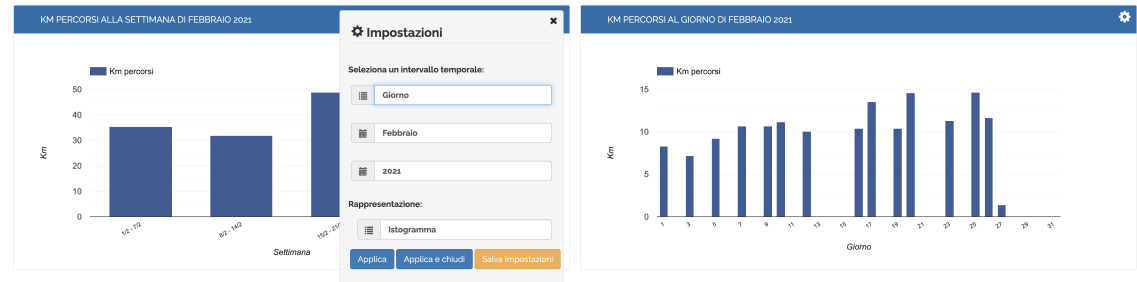 KM PERCORSI ALLA SETTIMANA DI FEBBRAIO 2021
Km percorsi
50
40
30
20
10
0
Km
1/2 - 7/2
8/2 - 14/2
15/2 - 21/
Settimana
Impostazioni
Seleziona un intervallo temporale:
Giorno
Febbraio
2021
Rappresentazione:
Istogramma
Applica
Applica e chiudi
Salva Impostazioni
KM PERCORSI AL GIORNO DI FEBBRAIO 2021
Km percorsi
15
10
5
0
Km
1 3 5 7 9 11 13 15 17 19 21 23 25 27 29 31
Giorno